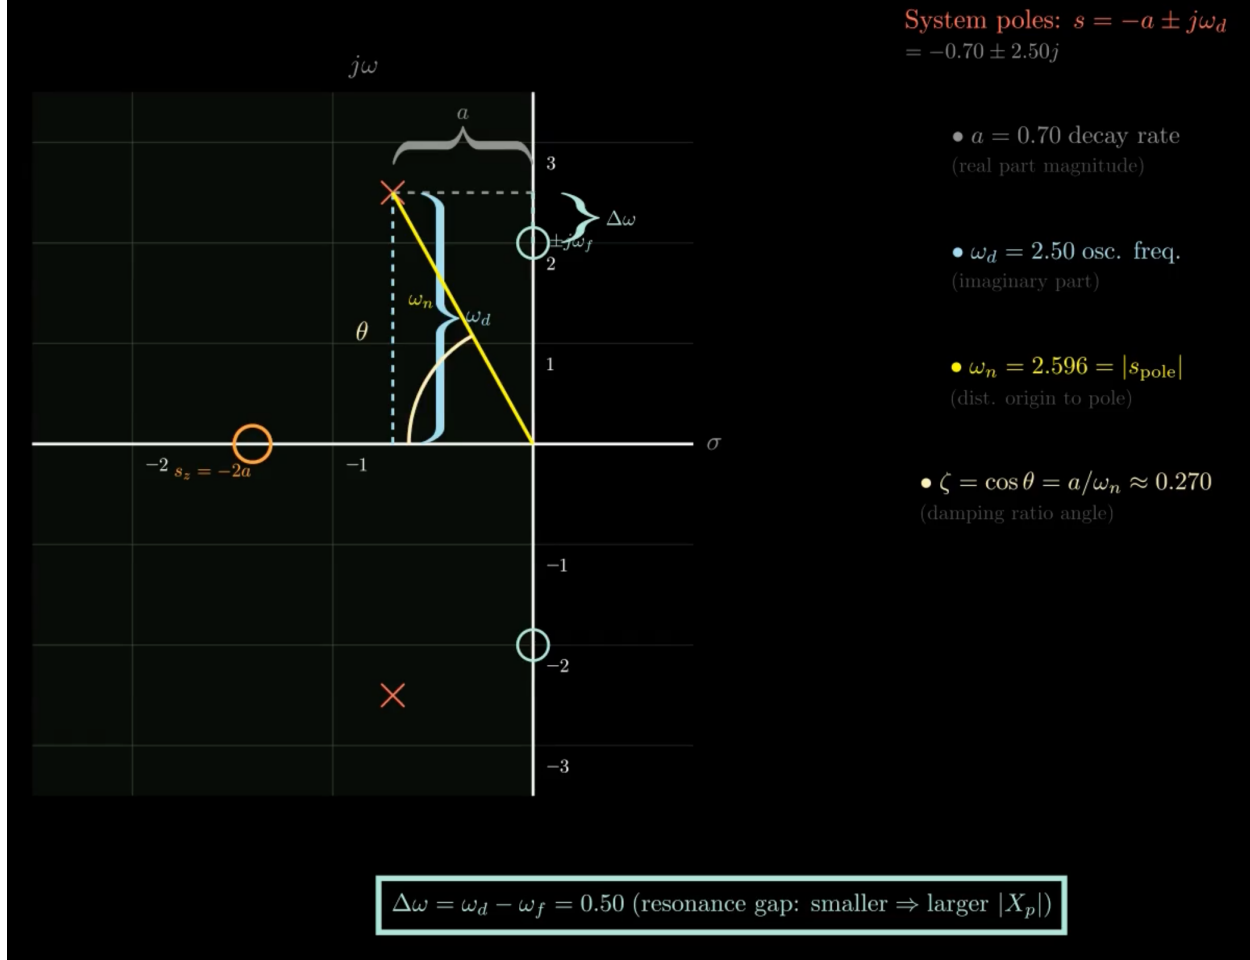 System poles: s = −a ± jω_d
= −0.70 ± 2.50j
jω
a
3
• a = 0.70 decay rate
(real part magnitude)
Δω
±jω_f
2
• ω_d = 2.50 osc. freq.
(imaginary part)
ω_n
ω_d
θ
1
• ω_n = 2.596 = |s_pole|
(dist. origin to pole)
σ
−2
s_z = −2a
−1
• ζ = cos θ = a/ω_n ≈ 0.270
(damping ratio angle)
−1
−2
−3
Δω = ω_d − ω_f = 0.50 (resonance gap: smaller ⇒ larger |X_p|)